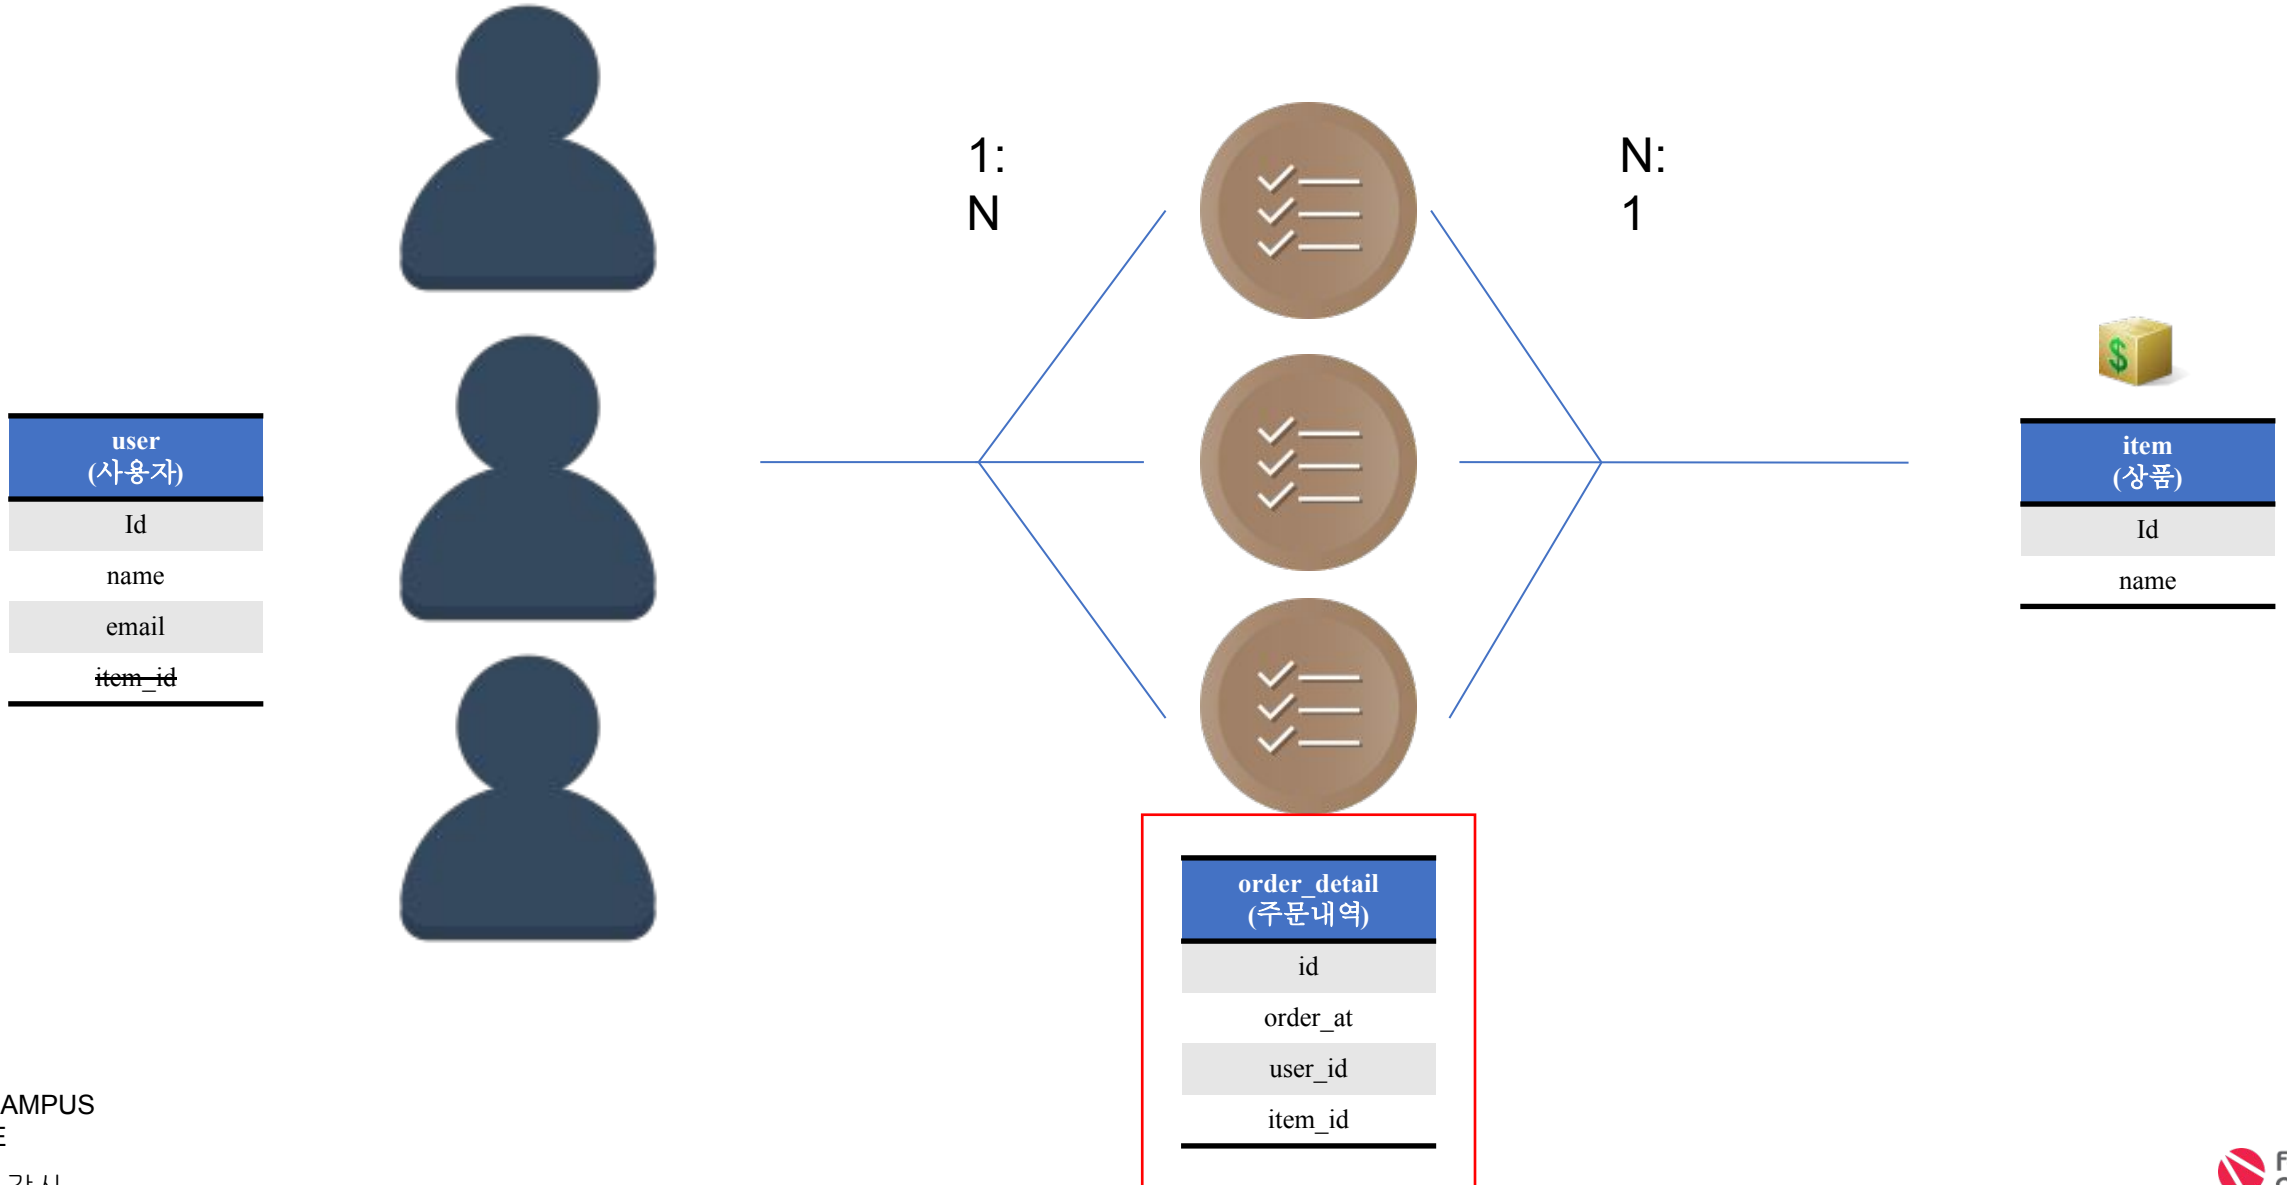 1:
N
N:
1
user
(사용자)
Id
name
email
item_id
item
(상품)
Id
name
order_detail
(주문내역)
id
order_at
user_id
item_id
AMPUS
$